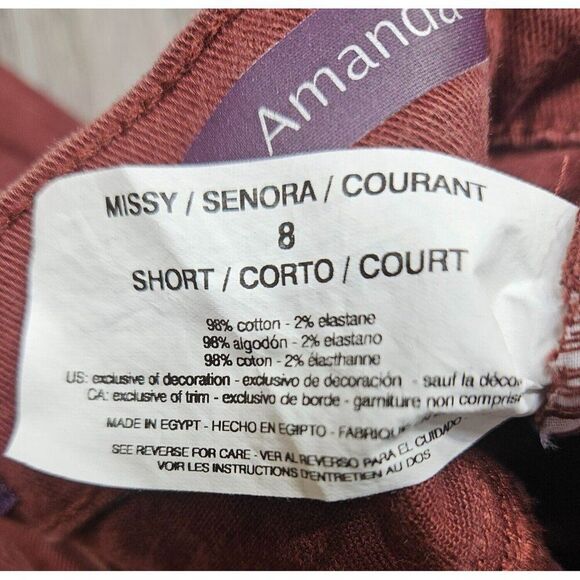 Amanda
MISSY / SENORA / COURANT
8
SHORT / CORTO / COURT
98% cotton - 2% elastane
98% algodón - 2% elastano
98% coton - 2% élasthanne
US: exclusive of decoration - exclusivo de decoración - sauf la décor
CA: exclusive of trim - exclusivo de borde - garniture non compris
MADE IN EGYPT - HECHO EN EGIPTO - FABRIQU
SEE REVERSE FOR CARE - VER AL REVERSO PARA EL CUIDADO -
VOIR LES INSTRUCTIONS D'ENTRETIEN AU DOS